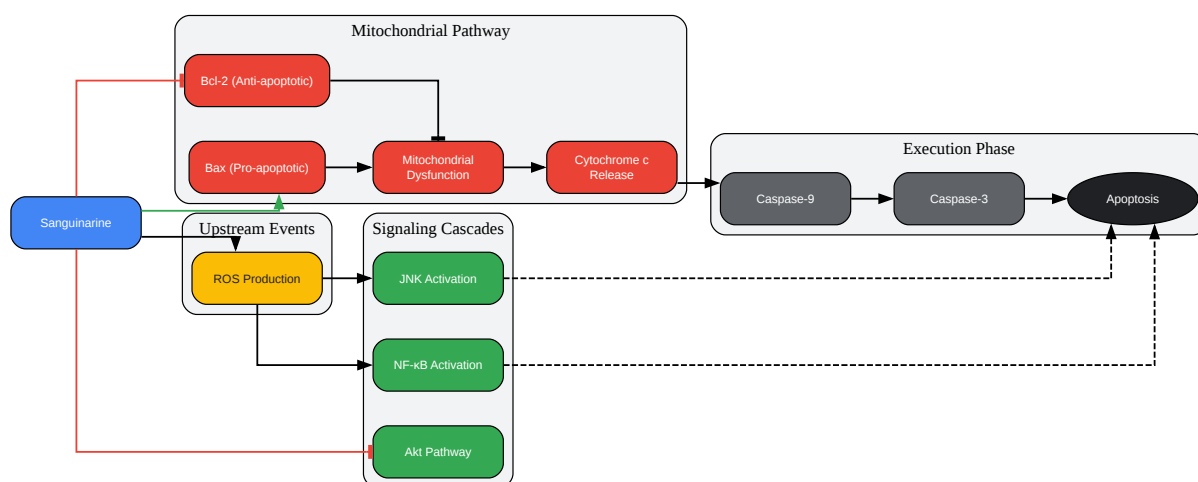 Mitochondrial Pathway
Bcl-2 (Anti-apoptotic)
Bax (Pro-apoptotic)
Mitochondrial
Dysfunction
Cytochrome c
Release
Execution Phase
Caspase-9
Caspase-3
Apoptosis
Sanguinarine
Upstream Events
ROS Production
Signaling Cascades
JNK Activation
NF-κB Activation
Akt Pathway